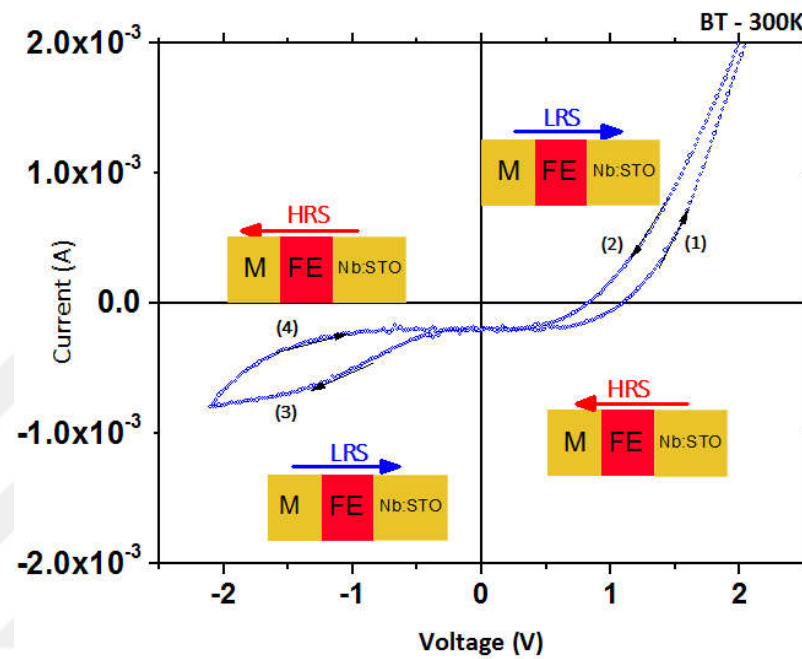 BT - 300K
2.0x10⁻³
LRS
M FE Nb:STO
1.0x10⁻³
HRS
(2) (1)
M FE Nb:STO
Current (A)
0.0
(4)
HRS
(3)
M FE Nb:STO
-1.0x10⁻³
LRS
M FE Nb:STO
-2.0x10⁻³
-2 -1 0 1 2
Voltage (V)